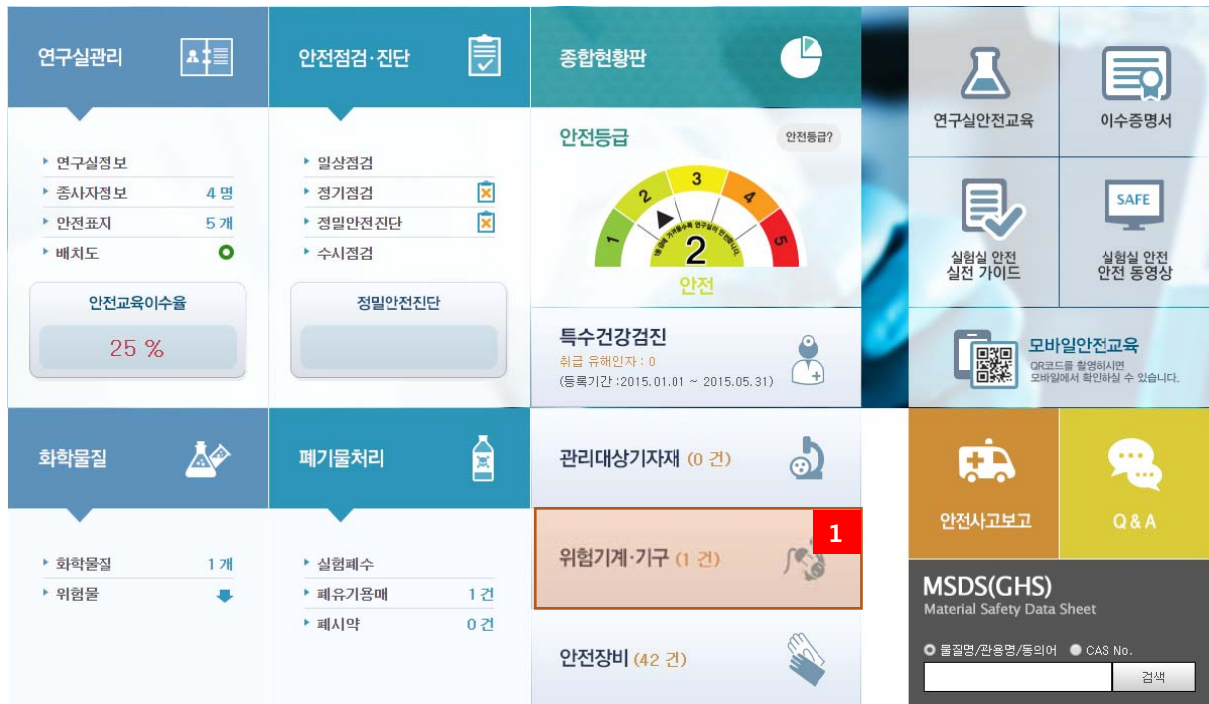 연구실관리
안전점검·진단
종합현황판
연구실안전교육
이수증명서
연구실정보
종사자정보 4 명
안전표지 5 개
배치도
안전교육이수율
25 %
일상점검
정기점검
정밀안전진단
수시점검
정밀안전진단
안전등급
안전등급?
1
2
3
4
5
2
안전
특수건강검진
취급 유해인자 : 0
(등록기간 :2015.01.01 ~ 2015.05.31)
실험실 안전
실전 가이드
SAFE
실험실 안전
안전 동영상
모바일안전교육
QR코드를 촬영하시면
모바일에서 확인하실 수 있습니다.
화학물질
화학물질 1 개
위험물
폐기물처리
실험폐수
폐유기용매 1 건
폐시약 0 건
관리대상기자재 (0 건)
위험기계·기구 (1 건)
1
안전장비 (42 건)
안전사고보고
Q & A
MSDS(GHS)
Material Safety Data Sheet
물질명/관용명/동의어 CAS No.
검색